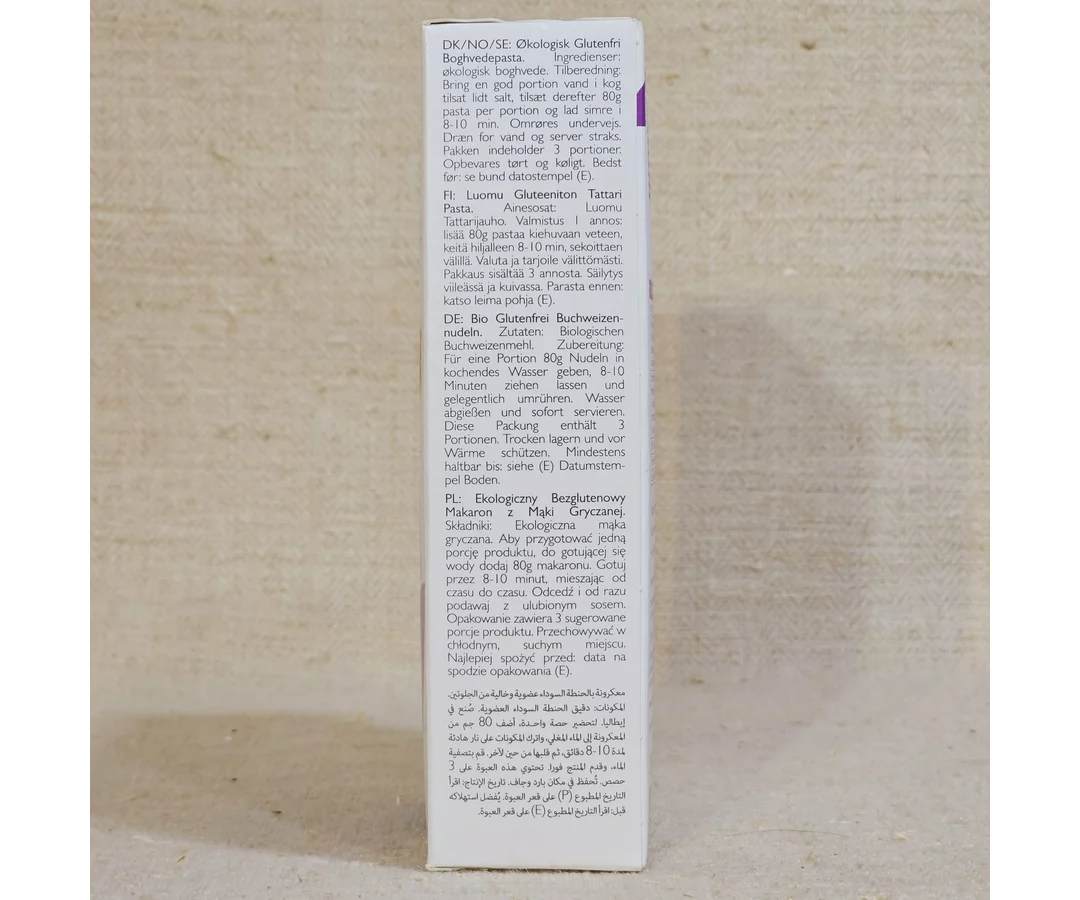 DK/NO/SE: Økologisk Glutenfri
Boghvedepasta. Ingredienser:
økologisk boghvede. Tilberedning:
Bring en god portion vand i kog
tilsat lidt salt, tilsæt derefter 80g
pasta per portion og lad simre i
8-10 min. Omrøres undervejs.
Dræn for vand og server straks.
Pakken indeholder 3 portioner.
Opbevares tørt og køligt. Bedst
før: se bund datostempel (E).
FI: Luomu Gluteeniton Tattari
Pasta. Ainesosat: Luomu
Tattarijauho. Valmistus 1 annos:
lisää 80g pastaa kiehuvaan veteen,
keitä hiljalleen 8-10 min, sekoittaen
välillä. Valuta ja tarjoile välittömästi.
Pakkaus sisältää 3 annosta. Säilytys
viileässä ja kuivassa. Parasta ennen:
katso leima pohja (E).
DE: Bio Glutenfrei Buchweizen-
nudeln. Zutaten: Biologischen
Buchweizenmehl. Zubereitung:
Für eine Portion 80g Nudeln in
kochendes Wasser geben, 8-10
Minuten ziehen lassen und
gelegentlich umrühren. Wasser
abgießen und sofort servieren.
Diese Packung enthält 3
Portionen. Trocken lagern und vor
Wärme schützen. Mindestens
haltbar bis: siehe (E) Datumstem-
pel Boden.
PL: Ekologiczny Bezglutenowy
Makaron z Mąki Gryczanej.
Składniki: Ekologiczna mąka
gryczana. Aby przygotować jedną
porcję produktu, do gotującej się
wody dodaj 80g makaronu. Gotuj
przez 8-10 minut, mieszając od
czasu do czasu. Odcedź i od razu
podawaj z ulubionym sosem.
Opakowanie zawiera 3 sugerowane
porcje produktu. Przechowywać w
chłodnym, suchym miejscu.
Najlepiej spożyć przed: data na
spodzie opakowania (E).
معكرونة بالحنطة السوداء عضوية وخالية من الجلوتين.
المكونات: دقيق الحنطة السوداء العضوية. صُنع في
إيطاليا. لتحضير حصة واحدة، أضف 80 جم من
المعكرونة إلى الماء المغلي، واترك المكونات على نار هادئة
لمدة 10-8 دقائق، ثم قلبها من حين لآخر. قم بتصفية
الماء، وقدم المنتج فورا. تحتوي هذه العبوة على 3
حصص. تُحفظ في مكان بارد وجاف. تاريخ الإنتاج: اقرأ
التاريخ المطبوع (P) على قعر العبوة. يُفضل استهلاكه
قبل: اقرأ التاريخ المطبوع (E) على قعر العبوة.